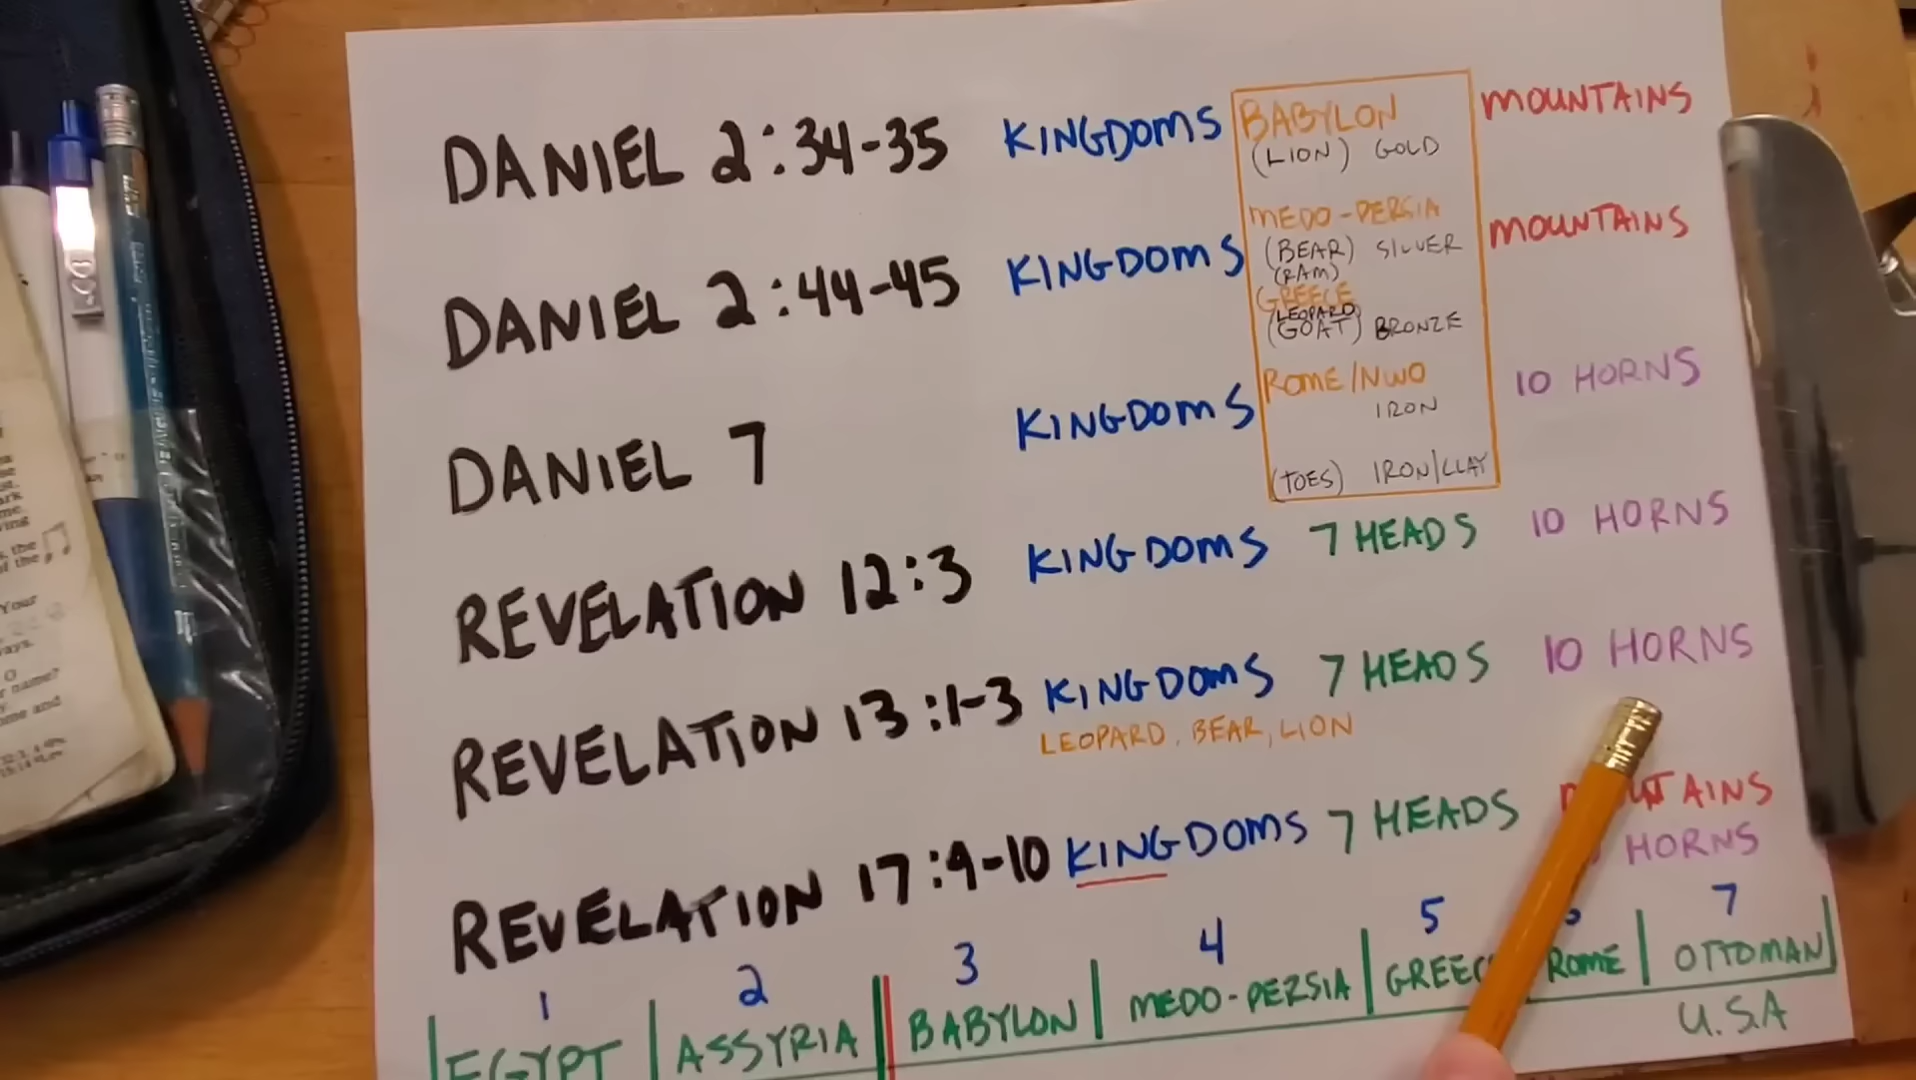 DANIEL 2:34-35 KINGDOMS BABYLON MOUNTAINS
(LION) GOLD
MEDO-PERSIA
DANIEL 2:44-45 KINGDOMS (BEAR) SILVER MOUNTAINS
(RAM)
GREECE
LEOPARD
(GOAT) BRONZE
DANIEL 7 KINGDOMS ROME/NWO 10 HORNS
IRON
(TOES) IRON/CLAY
REVELATION 12:3 KINGDOMS 7 HEADS 10 HORNS
REVELATION 13:1-3 KINGDOMS 7 HEADS 10 HORNS
LEOPARD, BEAR, LION
REVELATION 17:9-10 KINGDOMS 7 HEADS
HORNS
1 2 3 4 5 7
EGYPT ASSYRIA BABYLON MEDO-PERSIA ROME OTTOMAN
U.S.A